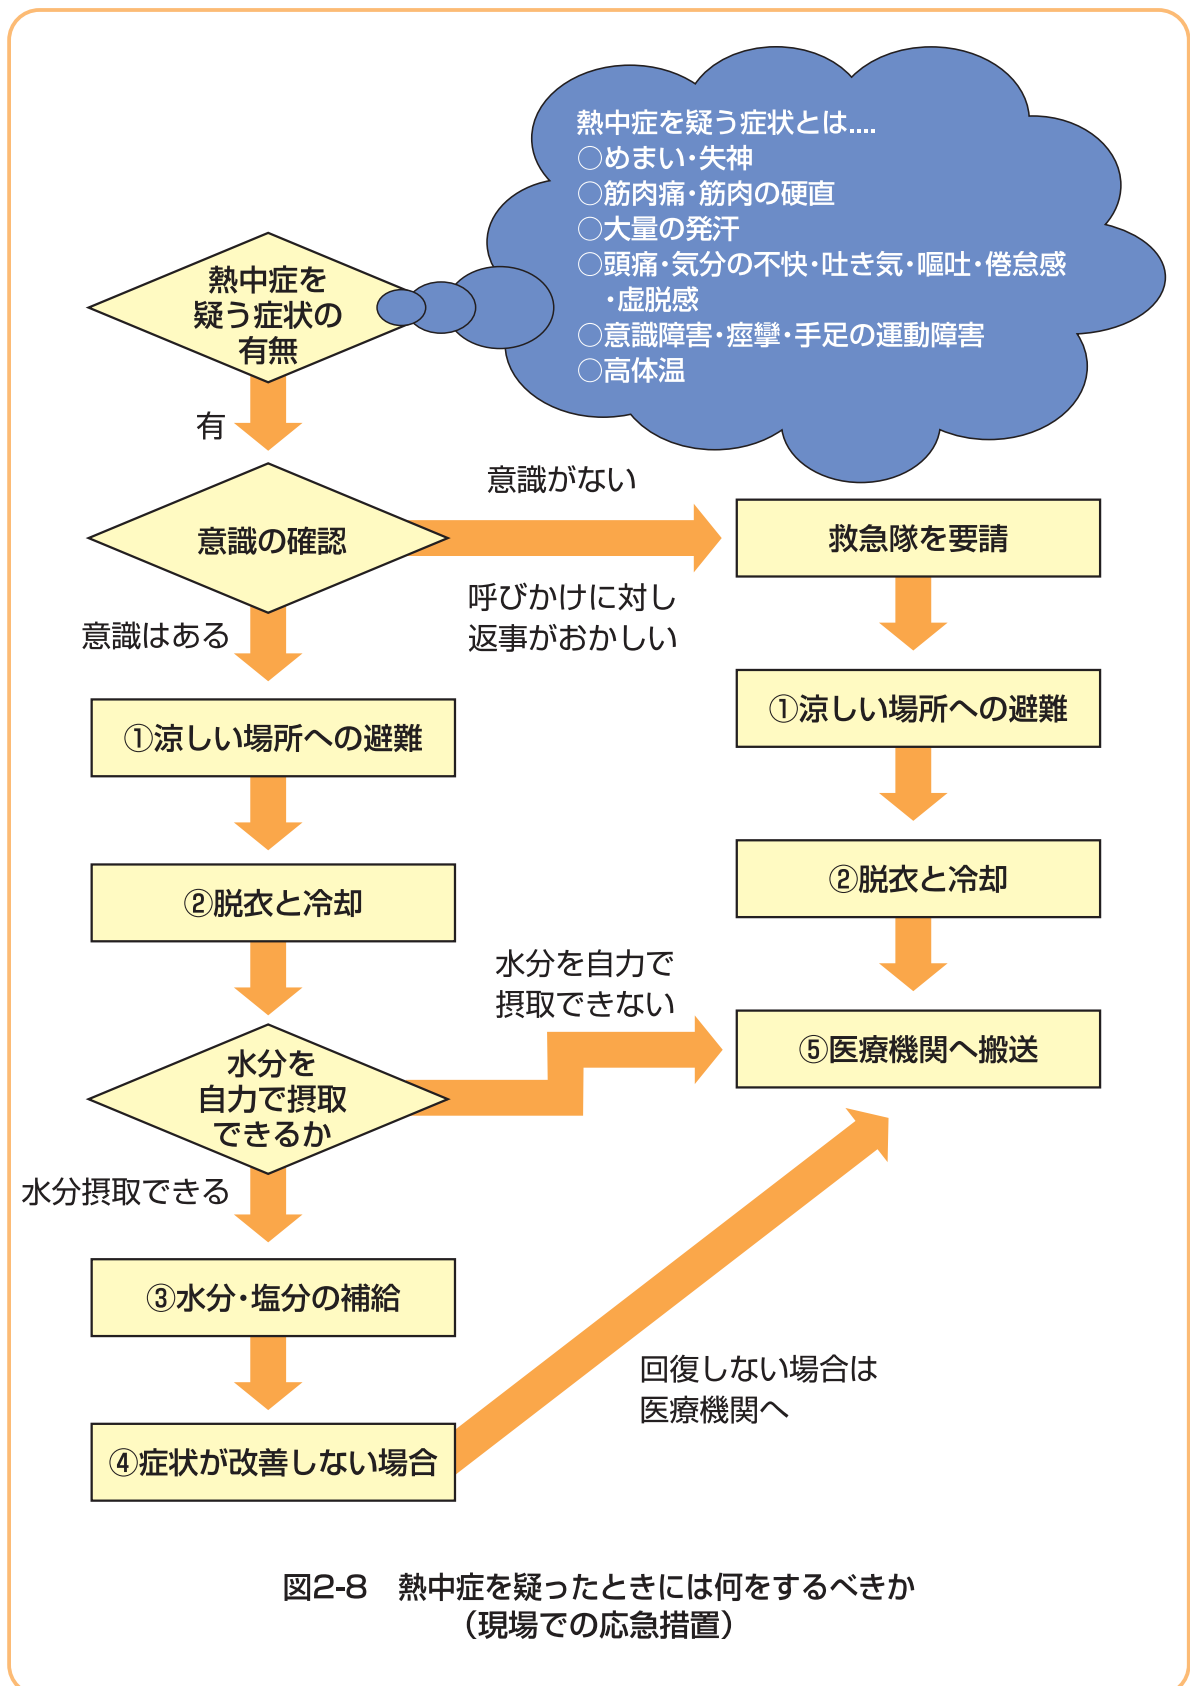 熱中症を疑う症状とは....
○めまい・失神
○筋肉痛・筋肉の硬直
○大量の発汗
○頭痛・気分の不快・吐き気・嘔吐・倦怠感
・虚脱感
○意識障害・痙攣・手足の運動障害
○高体温
熱中症を
疑う症状の
有無
有
意識の確認
意識がない
呼びかけに対し
返事がおかしい
救急隊を要請
意識はある
①涼しい場所への避難
①涼しい場所への避難
②脱衣と冷却
②脱衣と冷却
水分を自力で
摂取できない
水分を
自力で摂取
できるか
⑤医療機関へ搬送
水分摂取できる
③水分・塩分の補給
回復しない場合は
医療機関へ
④症状が改善しない場合
図2-8　熱中症を疑ったときには何をするべきか
（現場での応急措置）